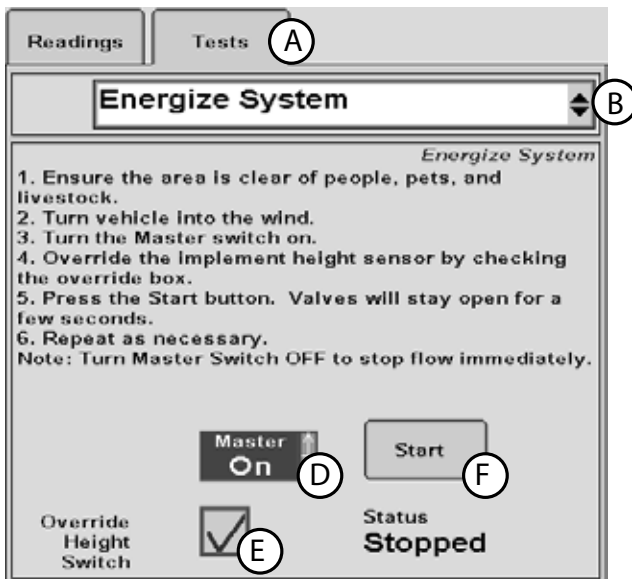 Readings
Tests
A
Energize System
B
Energize System
1. Ensure the area is clear of people, pets, and
livestock.
2. Turn vehicle into the wind.
3. Turn the Master switch on.
4. Override the implement height sensor by checking
the override box.
5. Press the Start button. Valves will stay open for a
few seconds.
6. Repeat as necessary.
Note: Turn Master Switch OFF to stop flow immediately.
Master
On
D
Start
F
Override
Height
Switch
E
Status
Stopped